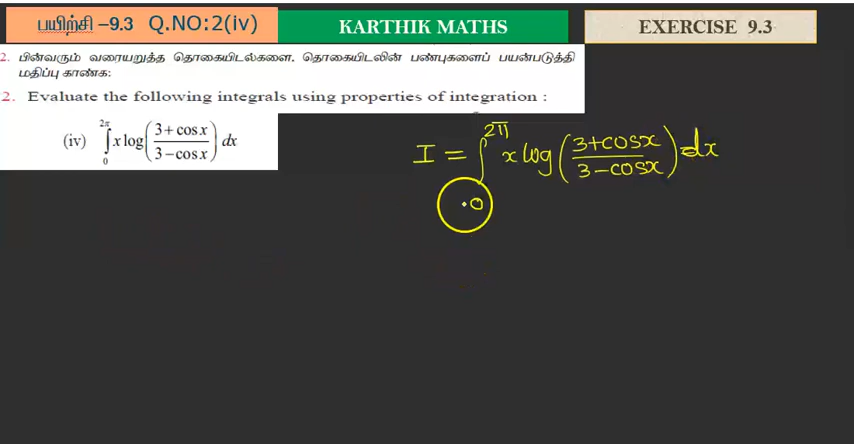 பயிற்சி –9.3 Q.NO:2(iv)
KARTHIK MATHS
EXERCISE 9.3
2. பின்வரும் வரையறுத்த தொகையிடல்களை, தொகையிடலின் பண்புகளைப் பயன்படுத்தி
மதிப்பு காண்க:
2. Evaluate the following integrals using properties of integration :
(iv) ∫₀^{2π} x log((3 + cos x)/(3 − cos x)) dx
I = ∫₀^{2π} x log((3+cosx)/(3−cosx)) dx